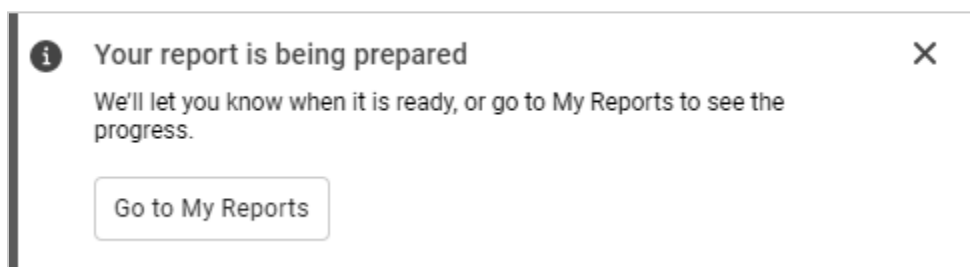 Your report is being prepared
We'll let you know when it is ready, or go to My Reports to see the
progress.
Go to My Reports